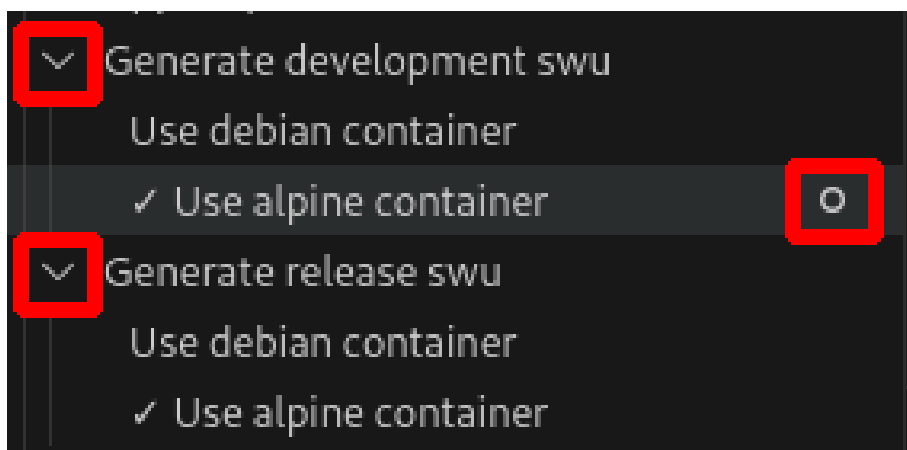 Generate development swu
Use debian container
✓ Use alpine container
Generate release swu
Use debian container
✓ Use alpine container